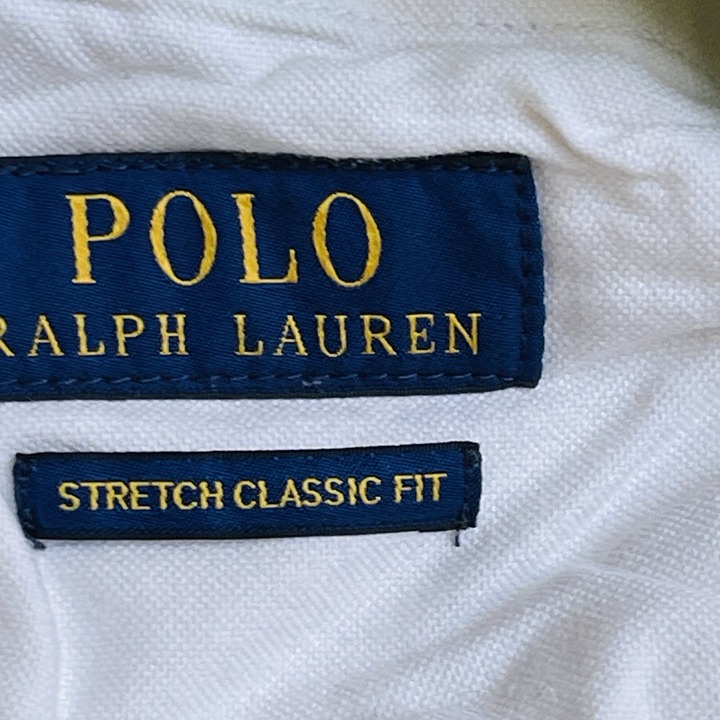 POLO
RALPH LAUREN
STRETCH CLASSIC FIT